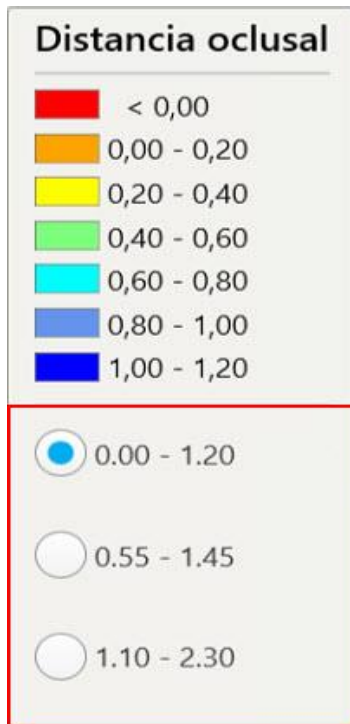 Distancia oclusal
< 0,00
0,00 - 0,20
0,20 - 0,40
0,40 - 0,60
0,60 - 0,80
0,80 - 1,00
1,00 - 1,20
0.00 - 1.20
0.55 - 1.45
1.10 - 2.30